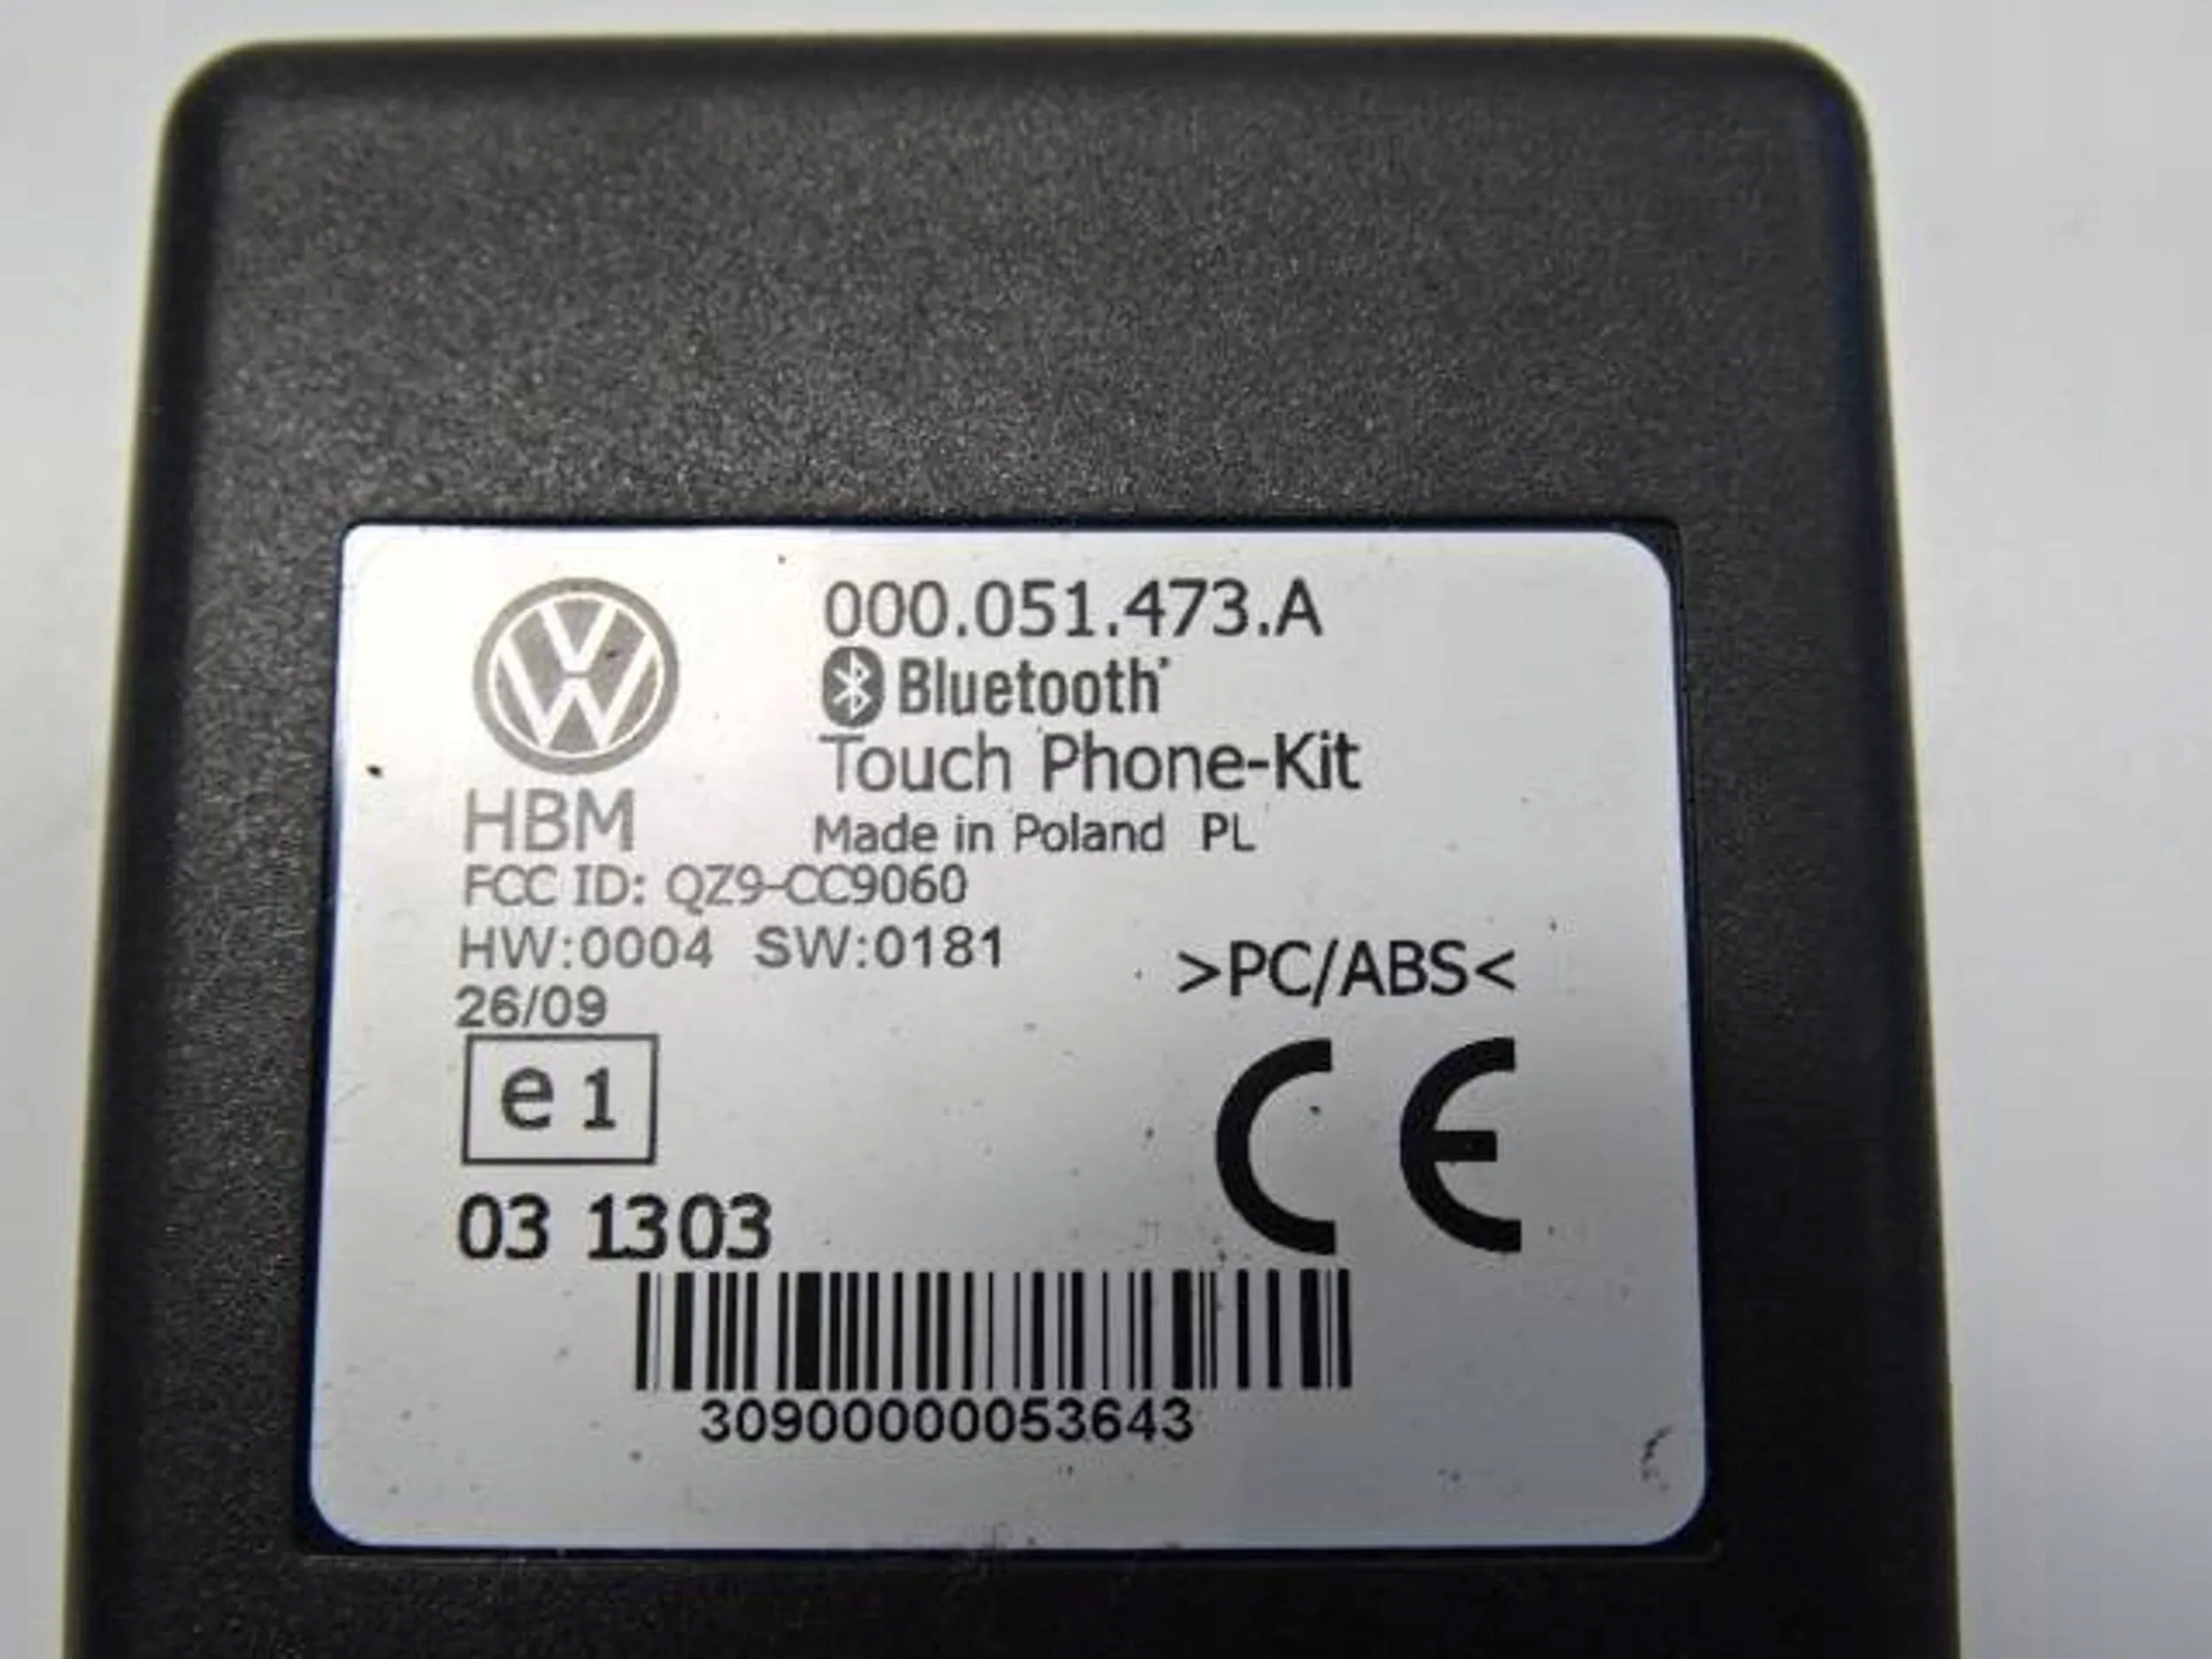 000.051.473.A
Bluetooth
Touch Phone-Kit
HBM
Made in Poland PL
FCC ID: QZ9-CC9060
HW:0004 SW:0181
>PC/ABS<
26/09
e1
CE
03 1303
30900000053643